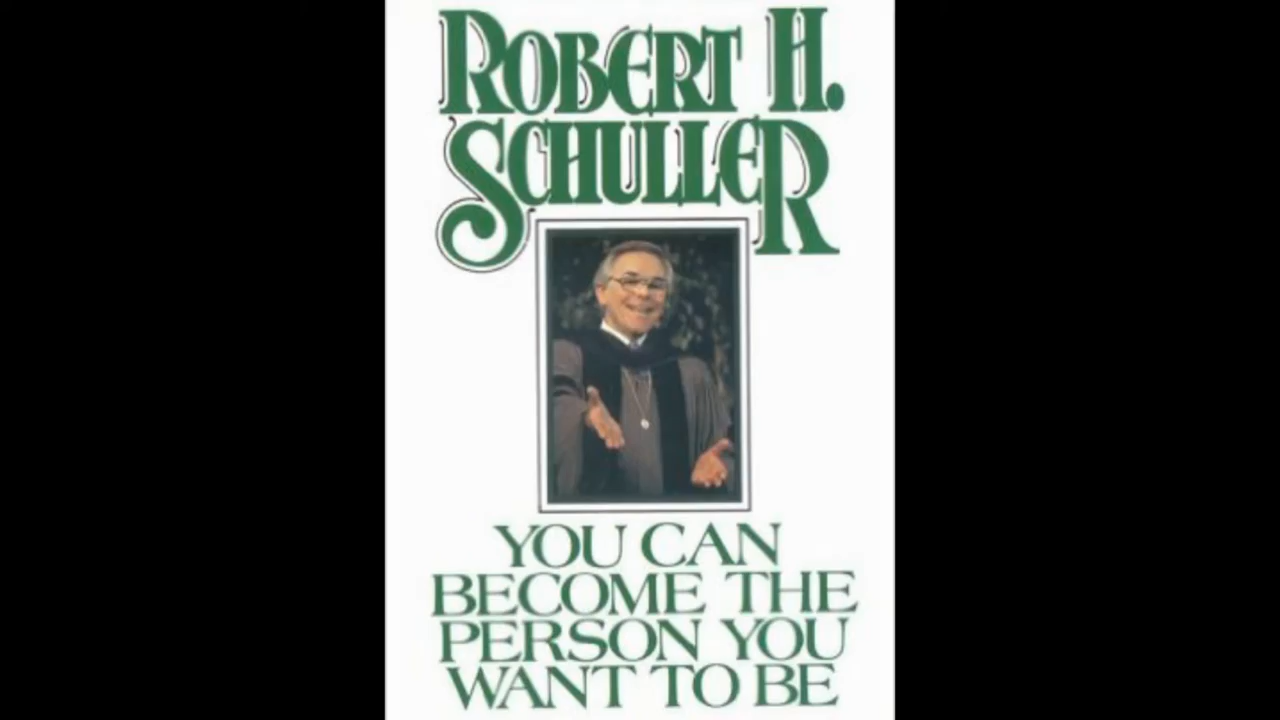 ROBERT H.
SCHULLER
YOU CAN
BECOME THE
PERSON YOU
WANT TO BE